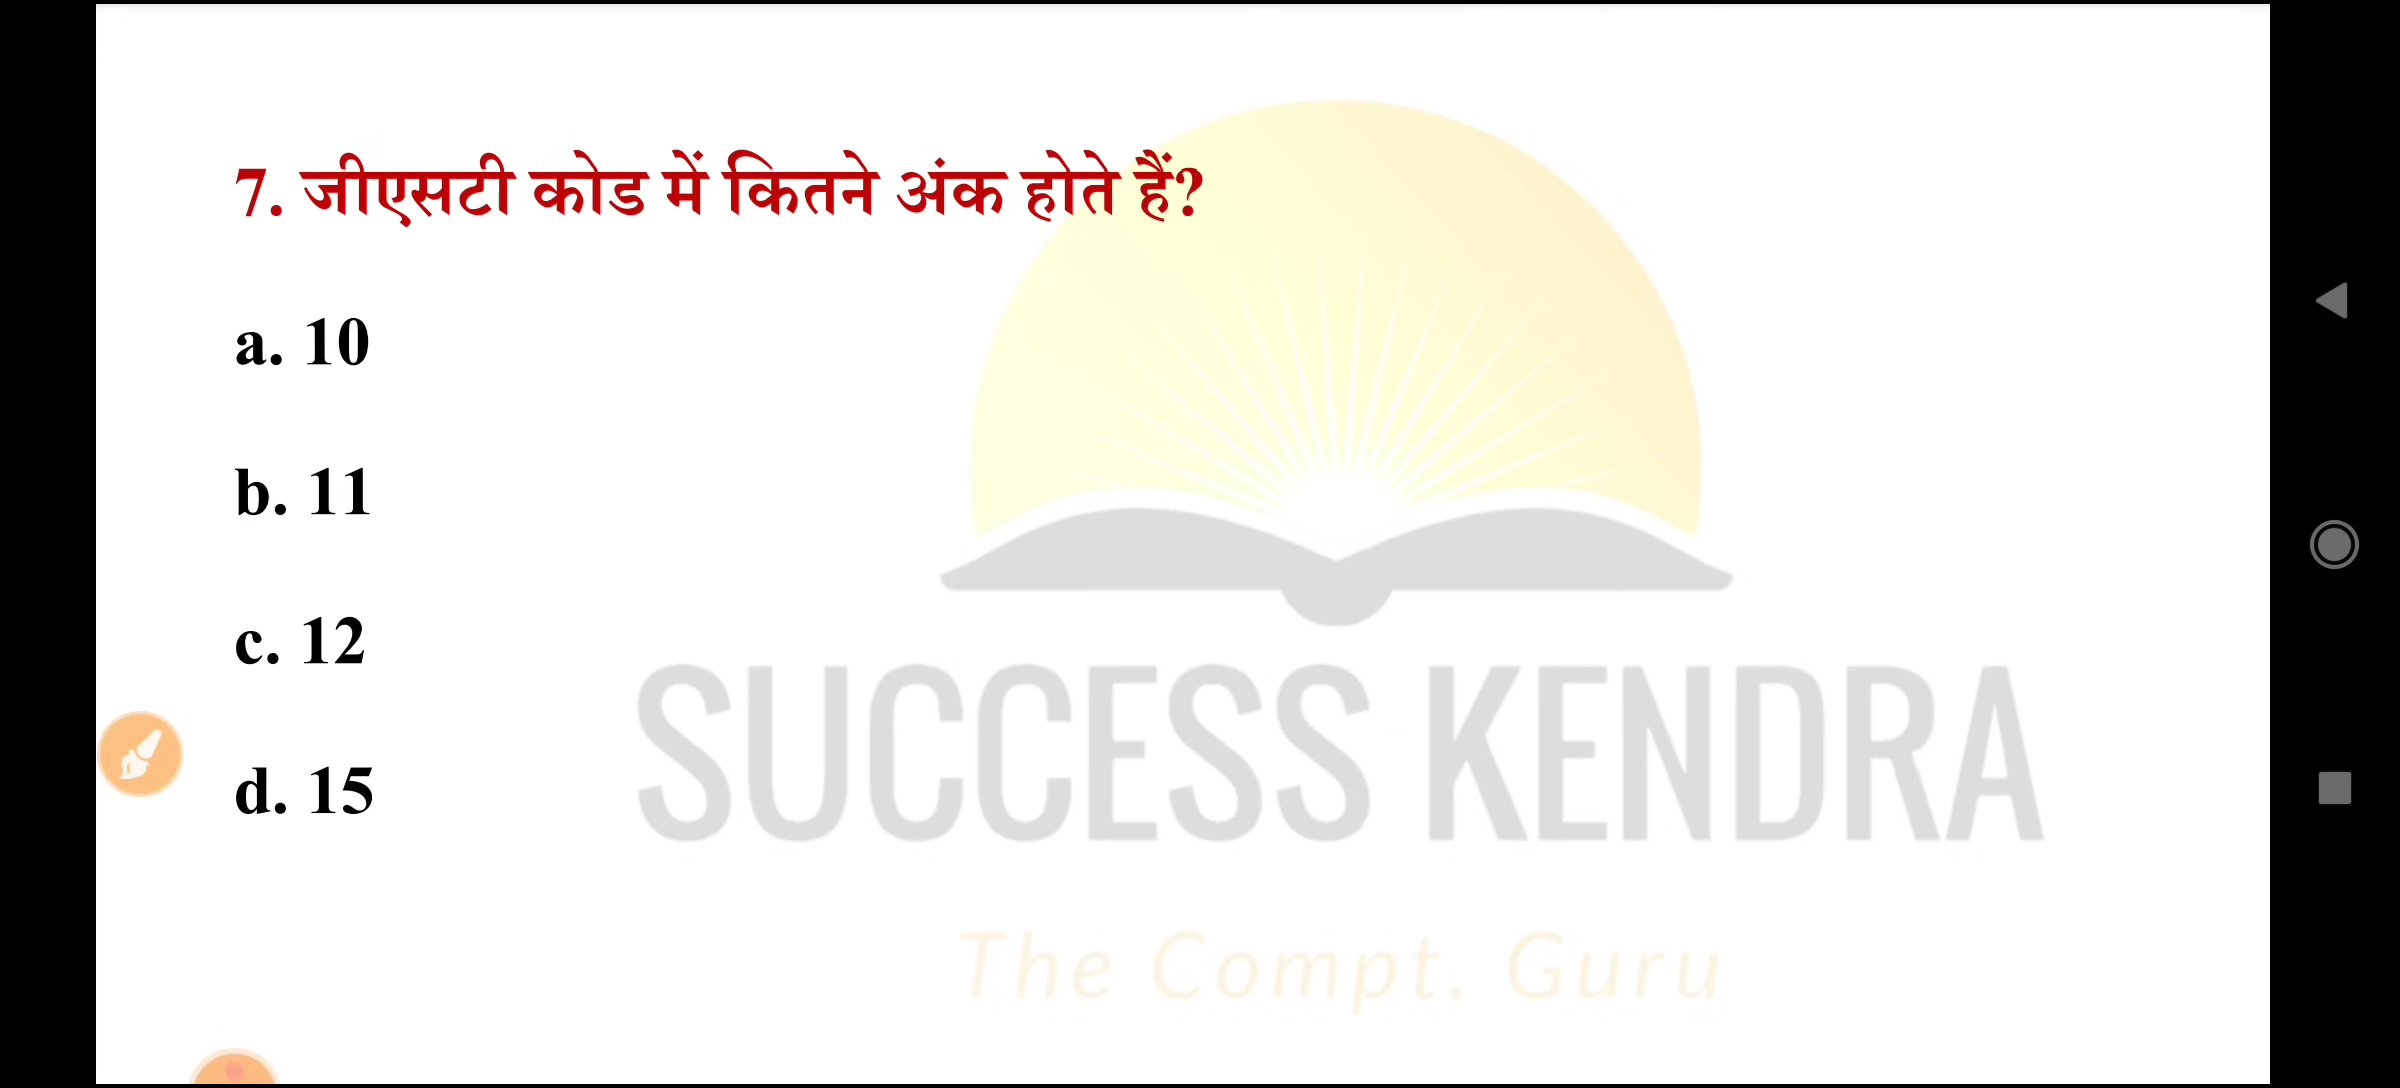 7. जीएसटी कोड में कितने अंक होते हैं?
a. 10
b. 11
c. 12
d. 15
SUCCESS KENDRA
The Compt. Guru